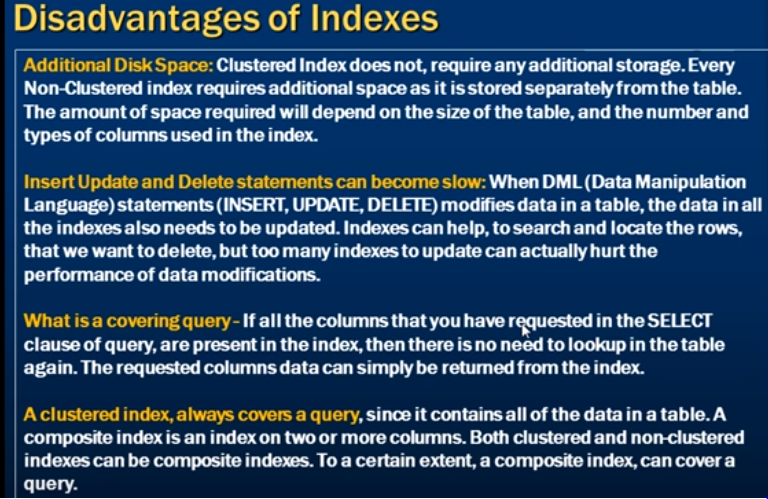 Disadvantages of Indexes
Additional Disk Space: Clustered Index does not, require any additional storage. Every
Non-Clustered index requires additional space as it is stored separately from the table.
The amount of space required will depend on the size of the table, and the number and
types of columns used in the index.
Insert Update and Delete statements can become slow: When DML (Data Manipulation
Language) statements (INSERT, UPDATE, DELETE) modifies data in a table, the data in all
the indexes also needs to be updated. Indexes can help, to search and locate the rows,
that we want to delete, but too many indexes to update can actually hurt the
performance of data modifications.
What is a covering query - If all the columns that you have requested in the SELECT
clause of query, are present in the index, then there is no need to lookup in the table
again. The requested columns data can simply be returned from the index.
A clustered index, always covers a query, since it contains all of the data in a table. A
composite index is an index on two or more columns. Both clustered and non-clustered
indexes can be composite indexes. To a certain extent, a composite index, can cover a
query.